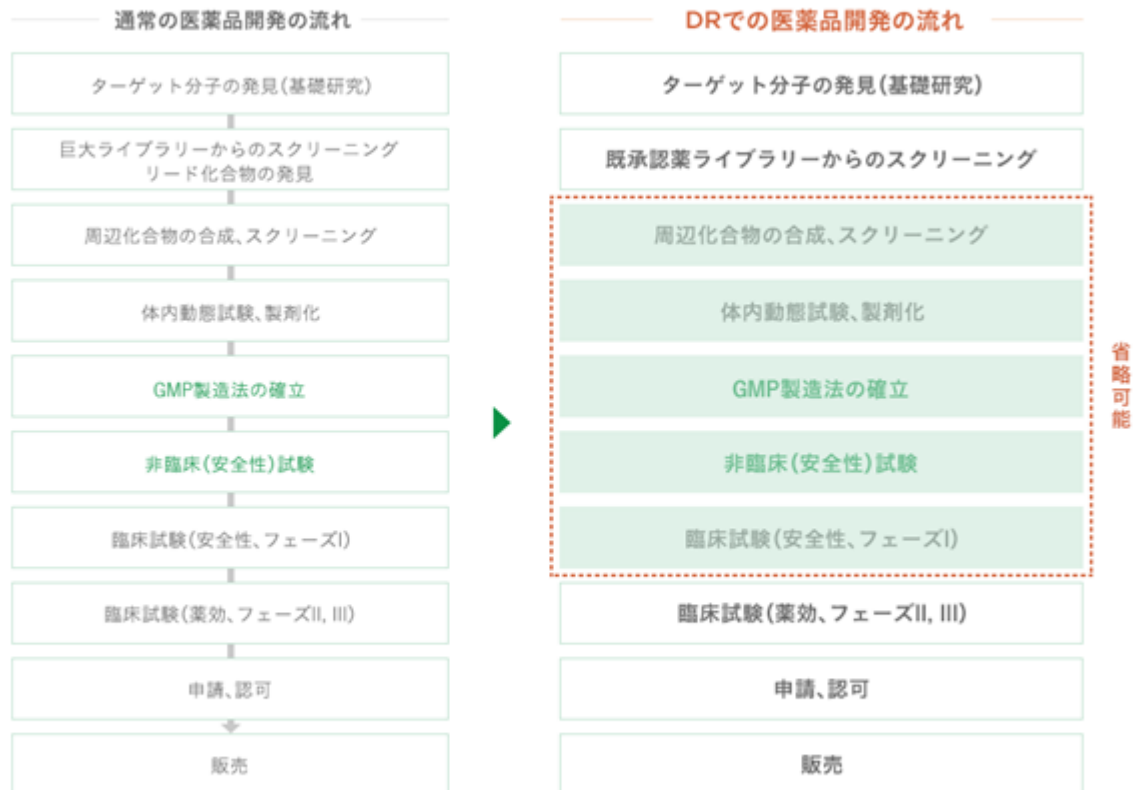 通常の医薬品開発の流れ
ターゲット分子の発見(基礎研究)
巨大ライブラリーからのスクリーニング
リード化合物の発見
周辺化合物の合成、スクリーニング
体内動態試験、製剤化
GMP製造法の確立
非臨床(安全性)試験
臨床試験(安全性、フェーズI)
臨床試験(薬効、フェーズII, III)
申請、認可
販売
DRでの医薬品開発の流れ
ターゲット分子の発見(基礎研究)
既承認薬ライブラリーからのスクリーニング
周辺化合物の合成、スクリーニング
体内動態試験、製剤化
GMP製造法の確立
非臨床(安全性)試験
臨床試験(安全性、フェーズI)
臨床試験(薬効、フェーズII, III)
申請、認可
販売
省略可能